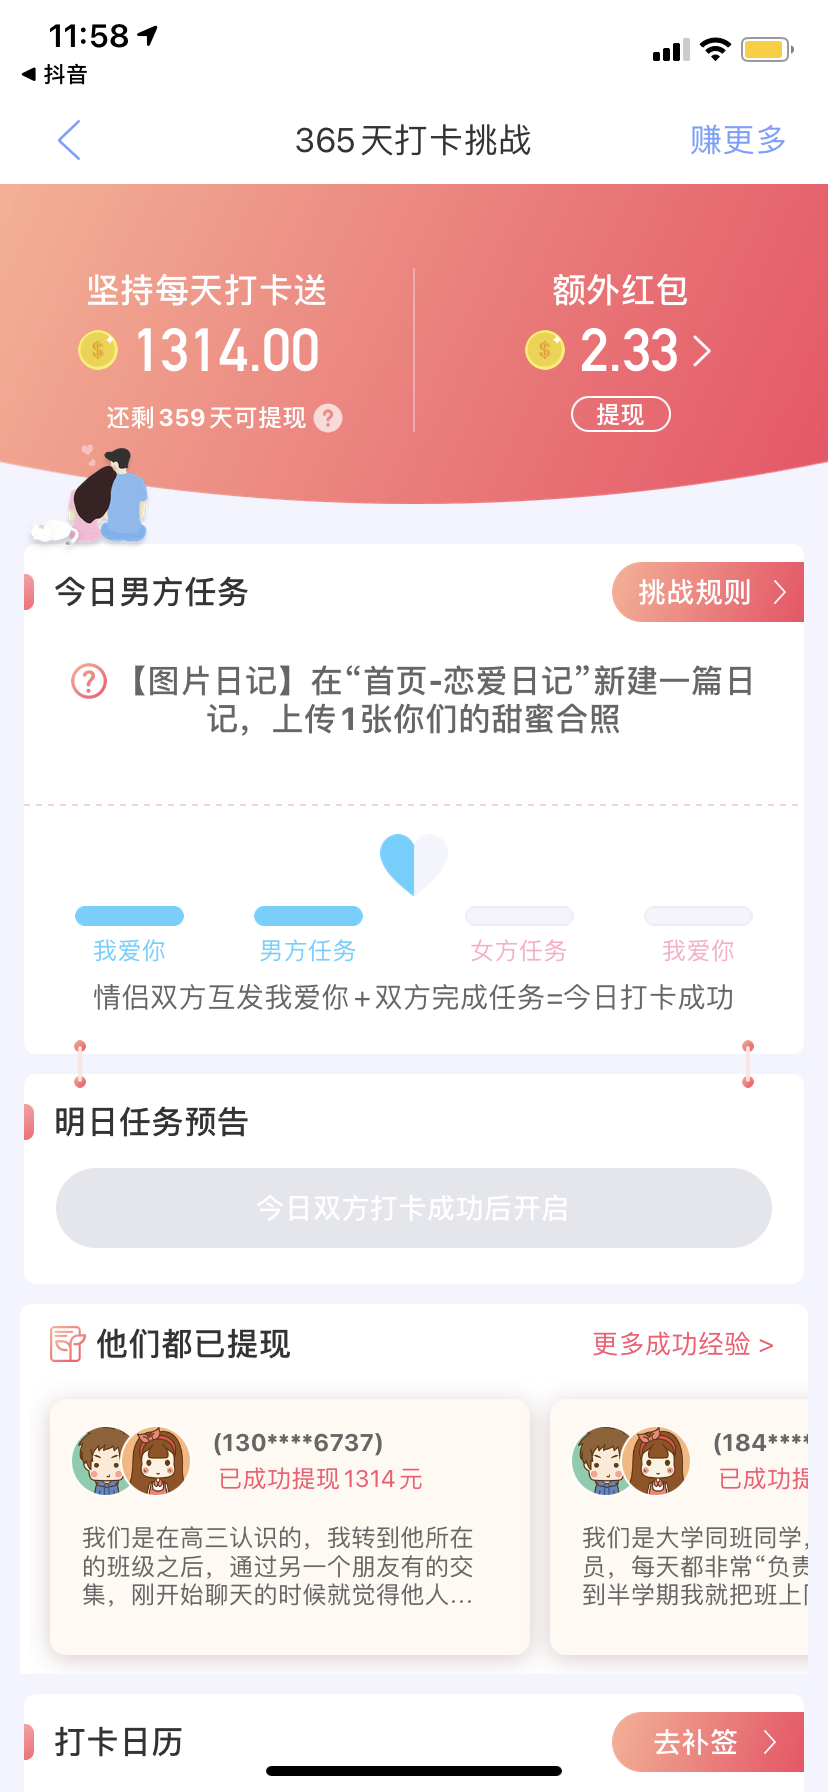 11:58
抖音
365天打卡挑战
赚更多
坚持每天打卡送
1314.00
还剩359天可提现 ?
额外红包
2.33
提现
今日男方任务
挑战规则
【图片日记】在“首页-恋爱日记”新建一篇日
记，上传1张你们的甜蜜合照
我爱你
男方任务
女方任务
我爱你
情侣双方互发我爱你+双方完成任务=今日打卡成功
明日任务预告
今日双方打卡成功后开启
他们都已提现
更多成功经验 >
(130****6737)
已成功提现1314元
我们是在高三认识的，我转到他所在
的班级之后，通过另一个朋友有的交
集，刚开始聊天的时候就觉得他人...
(184****
已成功提
我们是大学同班同学，
员，每天都非常“负责
到半学期我就把班上
打卡日历
去补签